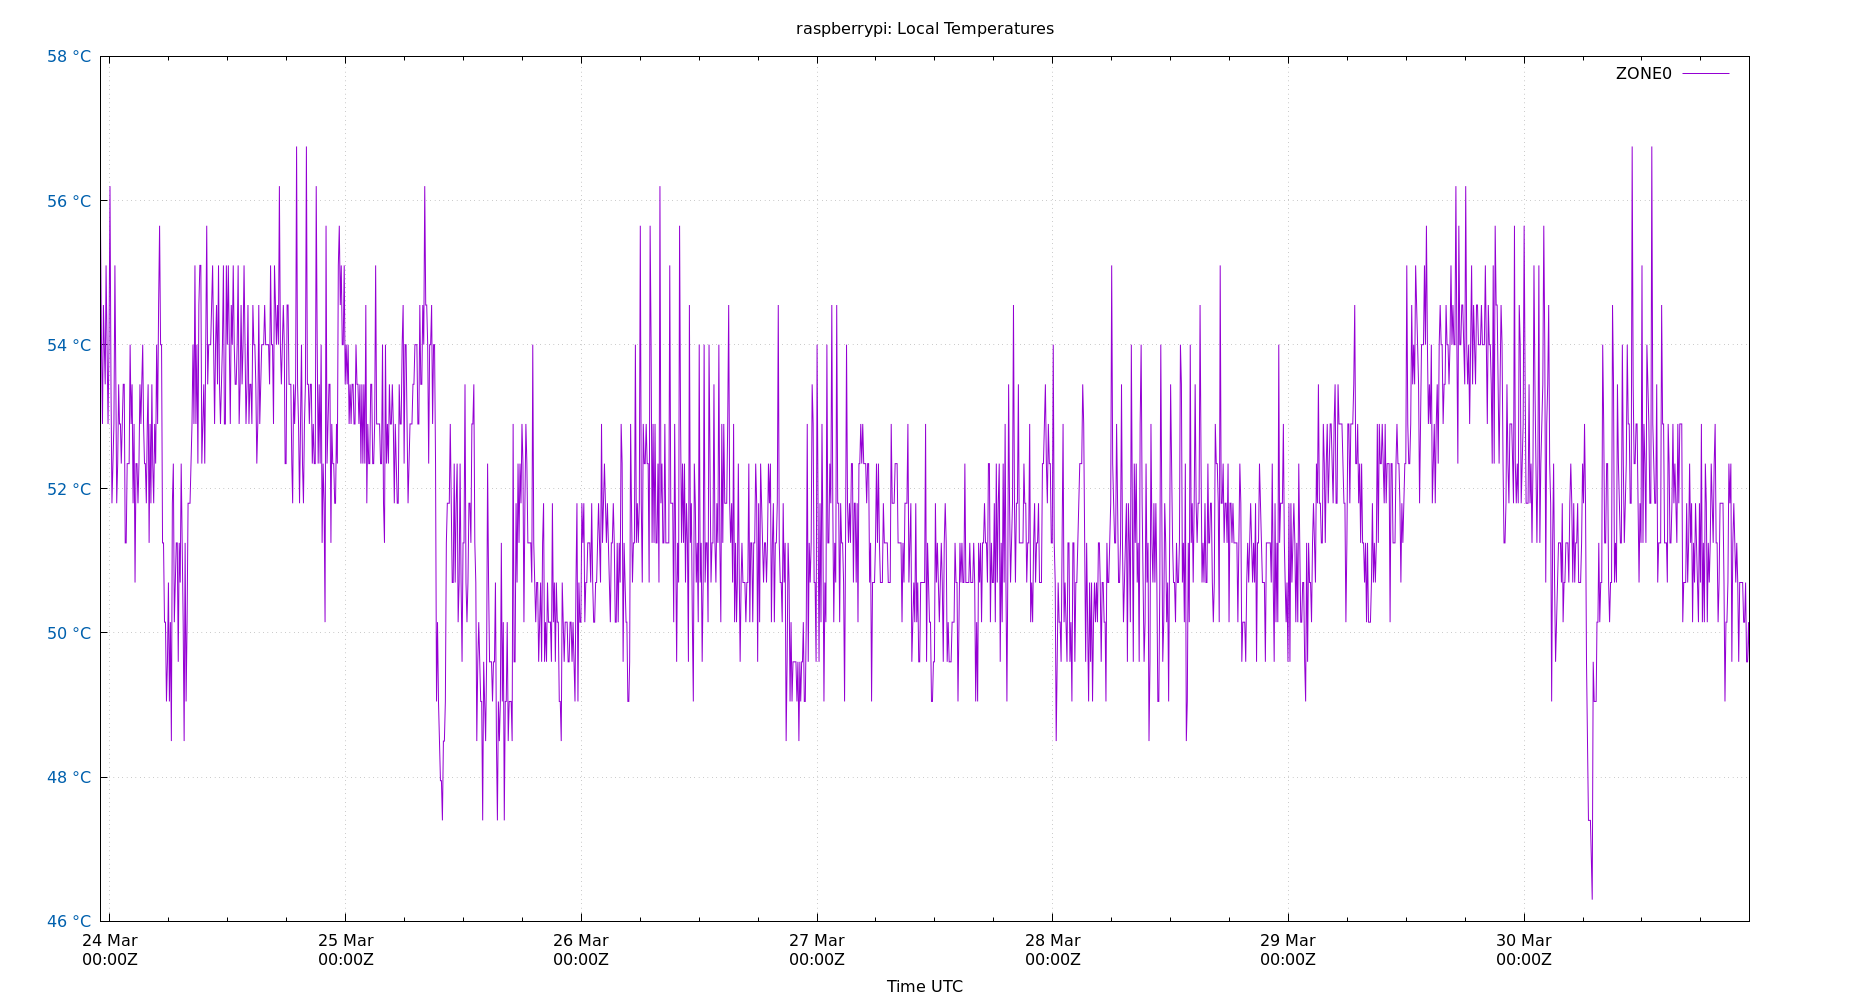 raspberrypi: Local Temperatures
58 °C
ZONE0
56 °C
54 °C
52 °C
50 °C
48 °C
46 °C
24 Mar 25 Mar 26 Mar 27 Mar 28 Mar 29 Mar 30 Mar
00:00Z 00:00Z 00:00Z 00:00Z 00:00Z 00:00Z 00:00Z
Time UTC